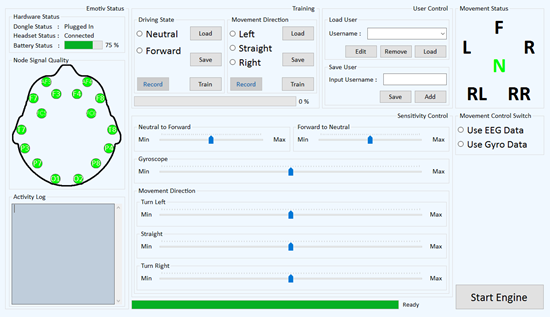 Emotiv Status
Hardware Status
Dongle Status : Plugged In
Headset Status : Connected
Battery Status : 75 %
Node Signal Quality
Activity Log
Training
Driving State
Neutral
Forward
Load
Save
Record
Train
Movement Direction
Left
Straight
Right
Load
Save
Record
Train
0 %
User Control
Load User
Username :
Edit
Remove
Load
Save User
Input Username :
Save
Add
Sensitivity Control
Neutral to Forward
Min
Max
Forward to Neutral
Min
Max
Gyroscope
Min
Max
Movement Direction
Turn Left
Min
Max
Straight
Min
Max
Turn Right
Min
Max
Ready
Movement Status
F
L
R
N
RL
RR
Movement Control Switch
Use EEG Data
Use Gyro Data
Start Engine